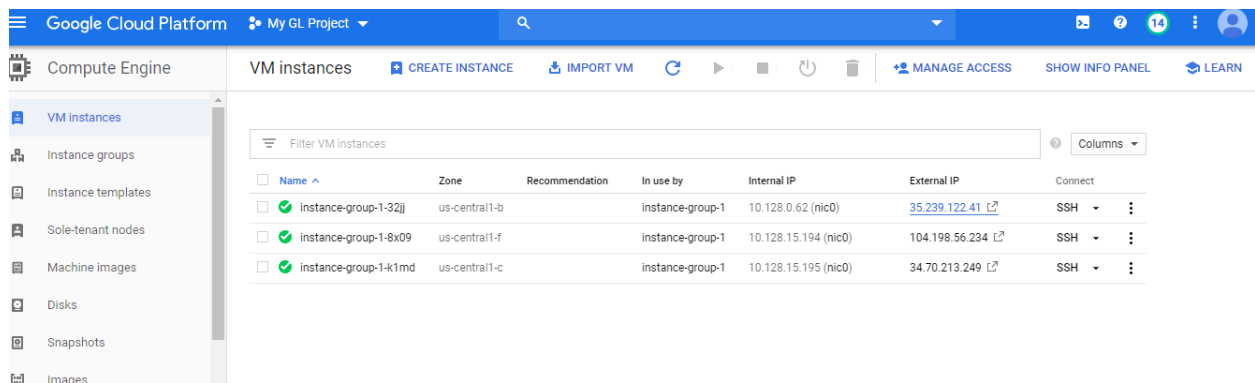 Google Cloud Platform My GL Project 14
Compute Engine VM instances CREATE INSTANCE IMPORT VM MANAGE ACCESS SHOW INFO PANEL LEARN
VM instances
Instance groups
Instance templates
Sole-tenant nodes
Machine images
Disks
Snapshots
Images
Filter VM instances Columns
Name Zone Recommendation In use by Internal IP External IP Connect
instance-group-1-32jj us-central1-b instance-group-1 10.128.0.62 (nic0) 35.239.122.41 SSH
instance-group-1-8x09 us-central1-f instance-group-1 10.128.15.194 (nic0) 104.198.56.234 SSH
instance-group-1-k1md us-central1-c instance-group-1 10.128.15.195 (nic0) 34.70.213.249 SSH